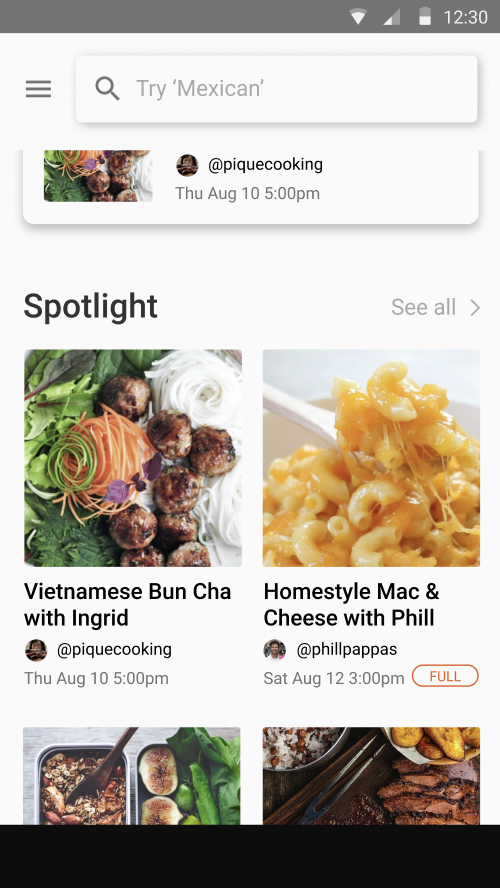 12:30
Try ‘Mexican’
@piquecooking
Thu Aug 10 5:00pm
Spotlight
See all
Vietnamese Bun Cha
with Ingrid
@piquecooking
Thu Aug 10 5:00pm
Homestyle Mac &
Cheese with Phill
@phillpappas
Sat Aug 12 3:00pm
FULL